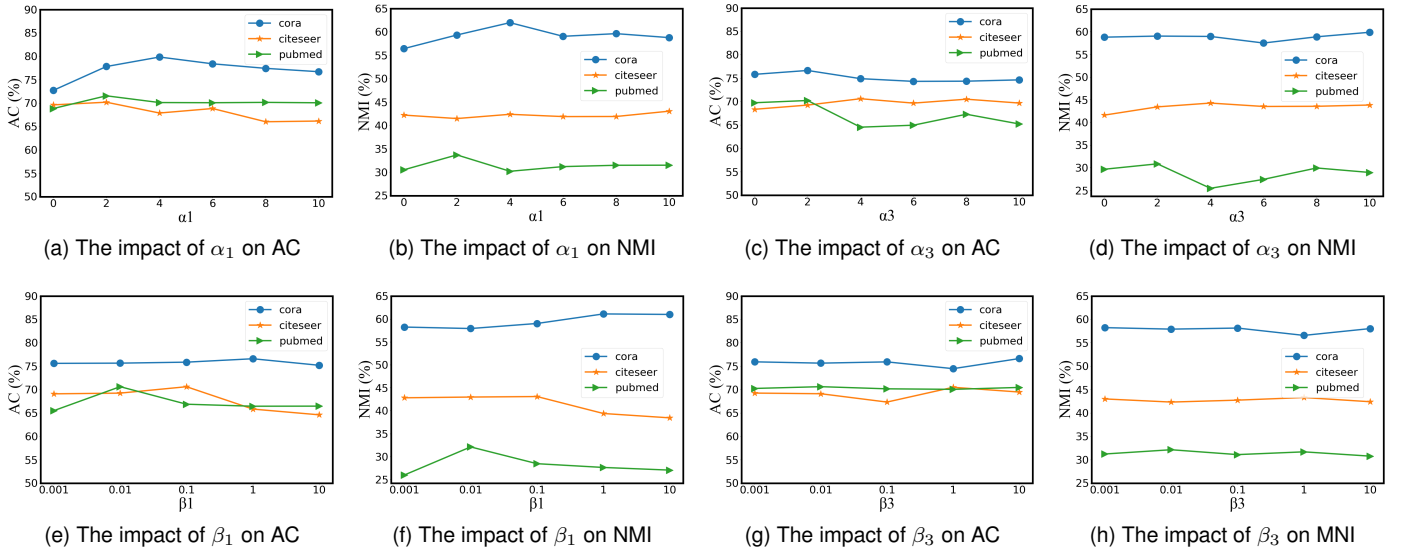 90
85
80
75
70
65
60
55
50
AC (%)
0 2 4 6 8 10
α1
cora
citeseer
pubmed
(a) The impact of α₁ on AC
65
60
55
50
45
40
35
30
25
NMI (%)
0 2 4 6 8 10
α1
cora
citeseer
pubmed
(b) The impact of α₁ on NMI
90
85
80
75
70
65
60
55
50
AC (%)
0 2 4 6 8 10
α3
cora
citeseer
pubmed
(c) The impact of α₃ on AC
65
60
55
50
45
40
35
30
25
NMI (%)
0 2 4 6 8 10
α3
cora
citeseer
pubmed
(d) The impact of α₃ on NMI
90
85
80
75
70
65
60
55
50
AC (%)
0.001 0.01 0.1 1 10
β1
cora
citeseer
pubmed
(e) The impact of β₁ on AC
65
60
55
50
45
40
35
30
25
NMI (%)
0.001 0.01 0.1 1 10
β1
cora
citeseer
pubmed
(f) The impact of β₁ on NMI
90
85
80
75
70
65
60
55
50
AC (%)
0.001 0.01 0.1 1 10
β3
cora
citeseer
pubmed
(g) The impact of β₃ on AC
65
60
55
50
45
40
35
30
25
NMI (%)
0.001 0.01 0.1 1 10
β3
cora
citeseer
pubmed
(h) The impact of β₃ on MNI